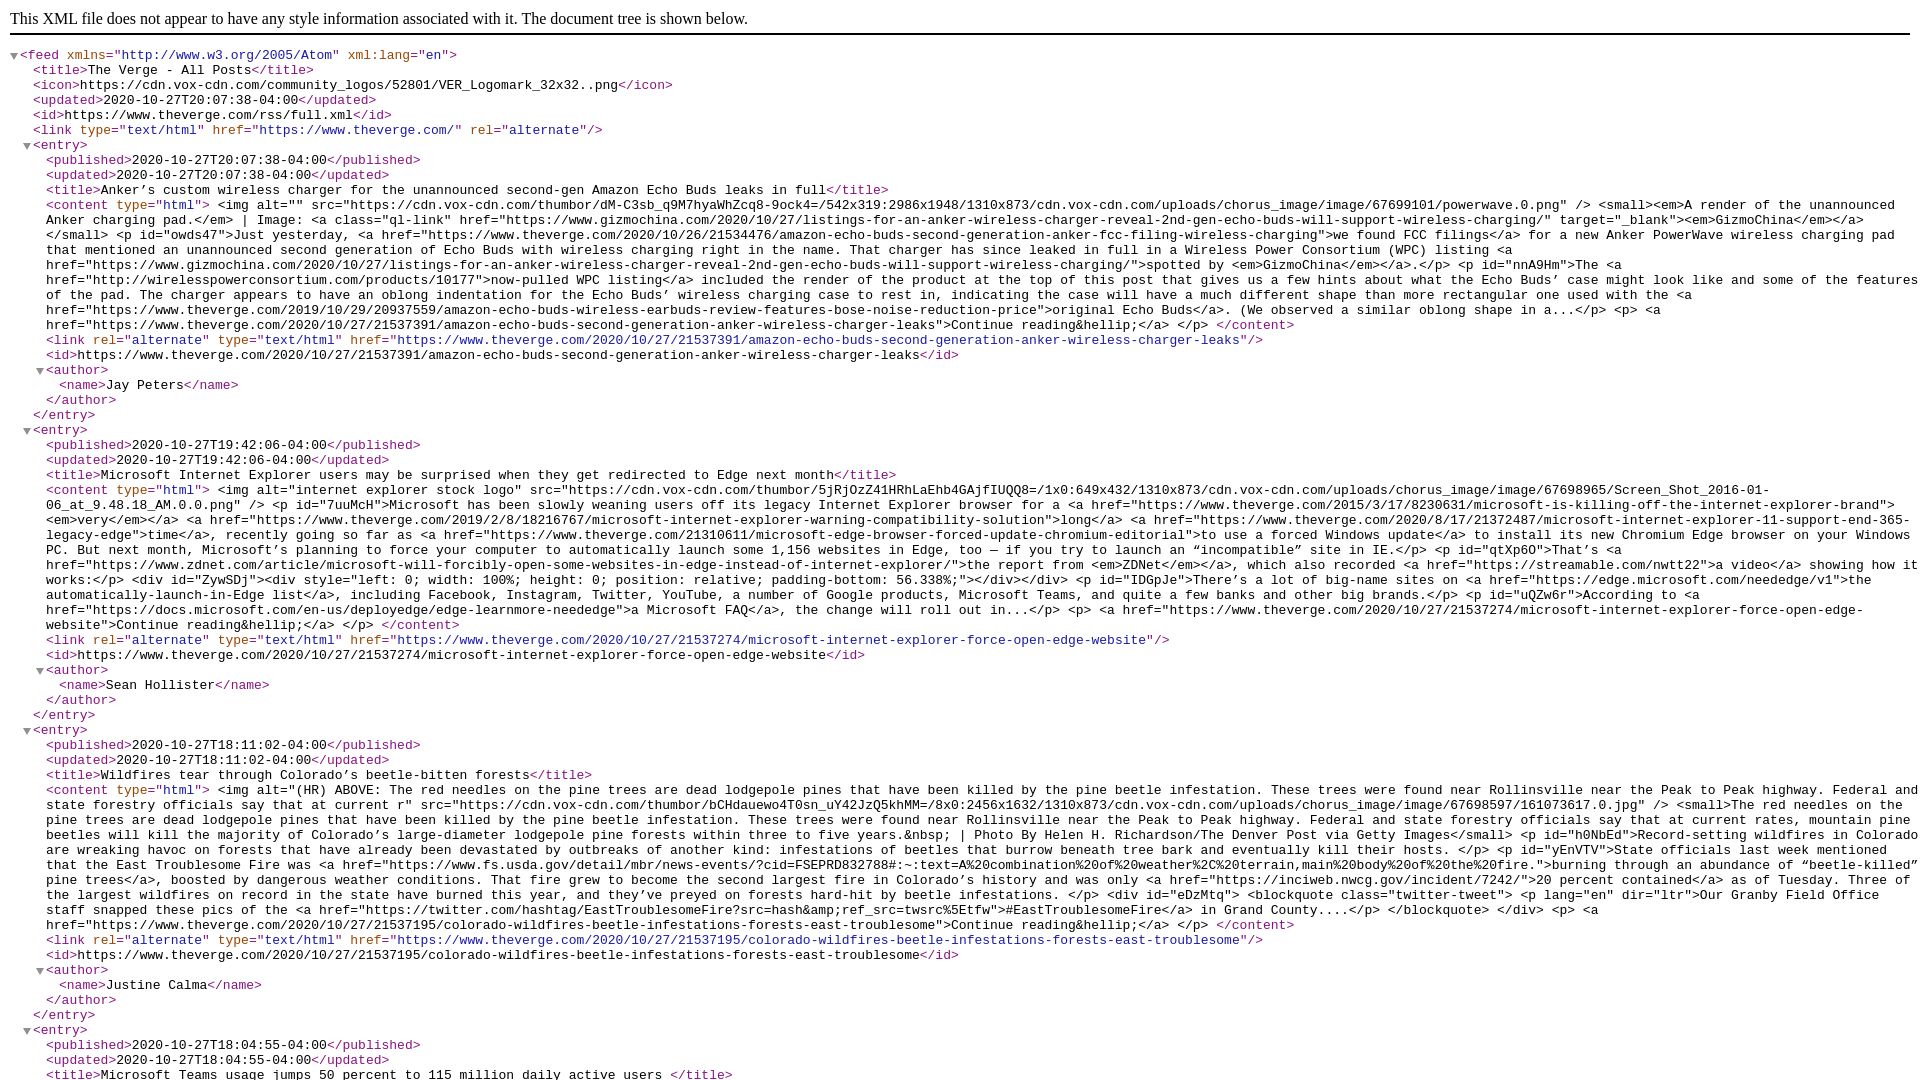 This XML file does not appear to have any style information associated with it. The document tree is shown below.
<feed xmlns="http://www.w3.org/2005/Atom" xml:lang="en">
<title>The Verge - All Posts</title>
<icon>https://cdn.vox-cdn.com/community_logos/52801/VER_Logomark_32x32..png</icon>
<updated>2020-10-27T20:07:38-04:00</updated>
<id>https://www.theverge.com/rss/full.xml</id>
<link type="text/html" href="https://www.theverge.com/" rel="alternate"/>
<entry>
<published>2020-10-27T20:07:38-04:00</published>
<updated>2020-10-27T20:07:38-04:00</updated>
<title>Anker’s custom wireless charger for the unannounced second-gen Amazon Echo Buds leaks in full</title>
<content type="html"> <img alt="" src="https://cdn.vox-cdn.com/thumbor/dM-C3sb_q9M7hyaWhZcq8-9ock4=/542x319:2986x1948/1310x873/cdn.vox-cdn.com/uploads/chorus_image/image/67699101/powerwave.0.png" /> <small><em>A render of the unannounced
Anker charging pad.</em> | Image: <a class="ql-link" href="https://www.gizmochina.com/2020/10/27/listings-for-an-anker-wireless-charger-reveal-2nd-gen-echo-buds-will-support-wireless-charging/" target="_blank"><em>GizmoChina</em></a>
</small> <p id="owds47">Just yesterday, <a href="https://www.theverge.com/2020/10/26/21534476/amazon-echo-buds-second-generation-anker-fcc-filing-wireless-charging">we found FCC filings</a> for a new Anker PowerWave wireless charging pad
that mentioned an unannounced second generation of Echo Buds with wireless charging right in the name. That charger has since leaked in full in a Wireless Power Consortium (WPC) listing <a
href="https://www.gizmochina.com/2020/10/27/listings-for-an-anker-wireless-charger-reveal-2nd-gen-echo-buds-will-support-wireless-charging/">spotted by <em>GizmoChina</em></a>.</p> <p id="nnA9Hm">The <a
href="http://wirelesspowerconsortium.com/products/10177">now-pulled WPC listing</a> included the render of the product at the top of this post that gives us a few hints about what the Echo Buds’ case might look like and some of the features
of the pad. The charger appears to have an oblong indentation for the Echo Buds’ wireless charging case to rest in, indicating the case will have a much different shape than more rectangular one used with the <a
href="https://www.theverge.com/2019/10/29/20937559/amazon-echo-buds-wireless-earbuds-review-features-bose-noise-reduction-price">original Echo Buds</a>. (We observed a similar oblong shape in a...</p> <p> <a
href="https://www.theverge.com/2020/10/27/21537391/amazon-echo-buds-second-generation-anker-wireless-charger-leaks">Continue reading&hellip;</a> </p> </content>
<link rel="alternate" type="text/html" href="https://www.theverge.com/2020/10/27/21537391/amazon-echo-buds-second-generation-anker-wireless-charger-leaks"/>
<id>https://www.theverge.com/2020/10/27/21537391/amazon-echo-buds-second-generation-anker-wireless-charger-leaks</id>
<author>
<name>Jay Peters</name>
</author>
</entry>
<entry>
<published>2020-10-27T19:42:06-04:00</published>
<updated>2020-10-27T19:42:06-04:00</updated>
<title>Microsoft Internet Explorer users may be surprised when they get redirected to Edge next month</title>
<content type="html"> <img alt="internet explorer stock logo" src="https://cdn.vox-cdn.com/thumbor/5jRjOzZ41HRhLaEhb4GAjfIUQQ8=/1x0:649x432/1310x873/cdn.vox-cdn.com/uploads/chorus_image/image/67698965/Screen_Shot_2016-01-
06_at_9.48.18_AM.0.0.png" /> <p id="7uuMcH">Microsoft has been slowly weaning users off its legacy Internet Explorer browser for a <a href="https://www.theverge.com/2015/3/17/8230631/microsoft-is-killing-off-the-internet-explorer-brand">
<em>very</em></a> <a href="https://www.theverge.com/2019/2/8/18216767/microsoft-internet-explorer-warning-compatibility-solution">long</a> <a href="https://www.theverge.com/2020/8/17/21372487/microsoft-internet-explorer-11-support-end-365-
legacy-edge">time</a>, recently going so far as <a href="https://www.theverge.com/21310611/microsoft-edge-browser-forced-update-chromium-editorial">to use a forced Windows update</a> to install its new Chromium Edge browser on your Windows
PC. But next month, Microsoft’s planning to force your computer to automatically launch some 1,156 websites in Edge, too — if you try to launch an “incompatible” site in IE.</p> <p id="qtXp6O">That’s <a
href="https://www.zdnet.com/article/microsoft-will-forcibly-open-some-websites-in-edge-instead-of-internet-explorer/">the report from <em>ZDNet</em></a>, which also recorded <a href="https://streamable.com/nwtt22">a video</a> showing how it
works:</p> <div id="ZywSDj"><div style="left: 0; width: 100%; height: 0; position: relative; padding-bottom: 56.338%;"></div></div> <p id="IDGpJe">There’s a lot of big-name sites on <a href="https://edge.microsoft.com/neededge/v1">the
automatically-launch-in-Edge list</a>, including Facebook, Instagram, Twitter, YouTube, a number of Google products, Microsoft Teams, and quite a few banks and other big brands.</p> <p id="uQZw6r">According to <a
href="https://docs.microsoft.com/en-us/deployedge/edge-learnmore-neededge">a Microsoft FAQ</a>, the change will roll out in...</p> <p> <a href="https://www.theverge.com/2020/10/27/21537274/microsoft-internet-explorer-force-open-edge-
website">Continue reading&hellip;</a> </p> </content>
<link rel="alternate" type="text/html" href="https://www.theverge.com/2020/10/27/21537274/microsoft-internet-explorer-force-open-edge-website"/>
<id>https://www.theverge.com/2020/10/27/21537274/microsoft-internet-explorer-force-open-edge-website</id>
<author>
<name>Sean Hollister</name>
</author>
</entry>
<entry>
<published>2020-10-27T18:11:02-04:00</published>
<updated>2020-10-27T18:11:02-04:00</updated>
<title>Wildfires tear through Colorado’s beetle-bitten forests</title>
<content type="html"> <img alt="(HR) ABOVE: The red needles on the pine trees are dead lodgepole pines that have been killed by the pine beetle infestation. These trees were found near Rollinsville near the Peak to Peak highway. Federal and
state forestry officials say that at current r" src="https://cdn.vox-cdn.com/thumbor/bCHdauewo4T0sn_uY42JzQ5khMM=/8x0:2456x1632/1310x873/cdn.vox-cdn.com/uploads/chorus_image/image/67698597/161073617.0.jpg" /> <small>The red needles on the
pine trees are dead lodgepole pines that have been killed by the pine beetle infestation. These trees were found near Rollinsville near the Peak to Peak highway. Federal and state forestry officials say that at current rates, mountain pine
beetles will kill the majority of Colorado’s large-diameter lodgepole pine forests within three to five years.&nbsp; | Photo By Helen H. Richardson/The Denver Post via Getty Images</small> <p id="h0NbEd">Record-setting wildfires in Colorado
are wreaking havoc on forests that have already been devastated by outbreaks of another kind: infestations of beetles that burrow beneath tree bark and eventually kill their hosts. </p> <p id="yEnVTV">State officials last week mentioned
that the East Troublesome Fire was <a href="https://www.fs.usda.gov/detail/mbr/news-events/?cid=FSEPRD832788#:~:text=A%20combination%20of%20weather%2C%20terrain,main%20body%20of%20the%20fire.">burning through an abundance of “beetle-killed”
pine trees</a>, boosted by dangerous weather conditions. That fire grew to become the second largest fire in Colorado’s history and was only <a href="https://inciweb.nwcg.gov/incident/7242/">20 percent contained</a> as of Tuesday. Three of
the largest wildfires on record in the state have burned this year, and they’ve preyed on forests hard-hit by beetle infestations. </p> <div id="eDzMtq"> <blockquote class="twitter-tweet"> <p lang="en" dir="ltr">Our Granby Field Office
staff snapped these pics of the <a href="https://twitter.com/hashtag/EastTroublesomeFire?src=hash&amp;ref_src=twsrc%5Etfw">#EastTroublesomeFire</a> in Grand County....</p> </blockquote> </div> <p> <a
href="https://www.theverge.com/2020/10/27/21537195/colorado-wildfires-beetle-infestations-forests-east-troublesome">Continue reading&hellip;</a> </p> </content>
<link rel="alternate" type="text/html" href="https://www.theverge.com/2020/10/27/21537195/colorado-wildfires-beetle-infestations-forests-east-troublesome"/>
<id>https://www.theverge.com/2020/10/27/21537195/colorado-wildfires-beetle-infestations-forests-east-troublesome</id>
<author>
<name>Justine Calma</name>
</author>
</entry>
<entry>
<published>2020-10-27T18:04:55-04:00</published>
<updated>2020-10-27T18:04:55-04:00</updated>
<title>Microsoft Teams usage jumps 50 percent to 115 million daily active users </title>